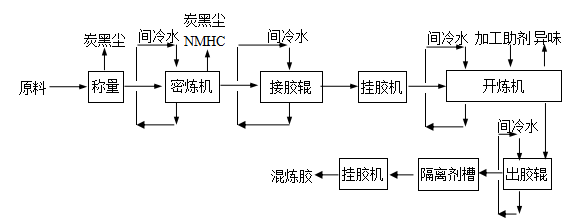 炭黑尘
间冷水
炭黑尘
NMHC
间冷水
间冷水
加工助剂
异味
原料
称量
密炼机
接胶辊
挂胶机
开炼机
间冷水
混炼胶
挂胶机
隔离剂槽
出胶辊